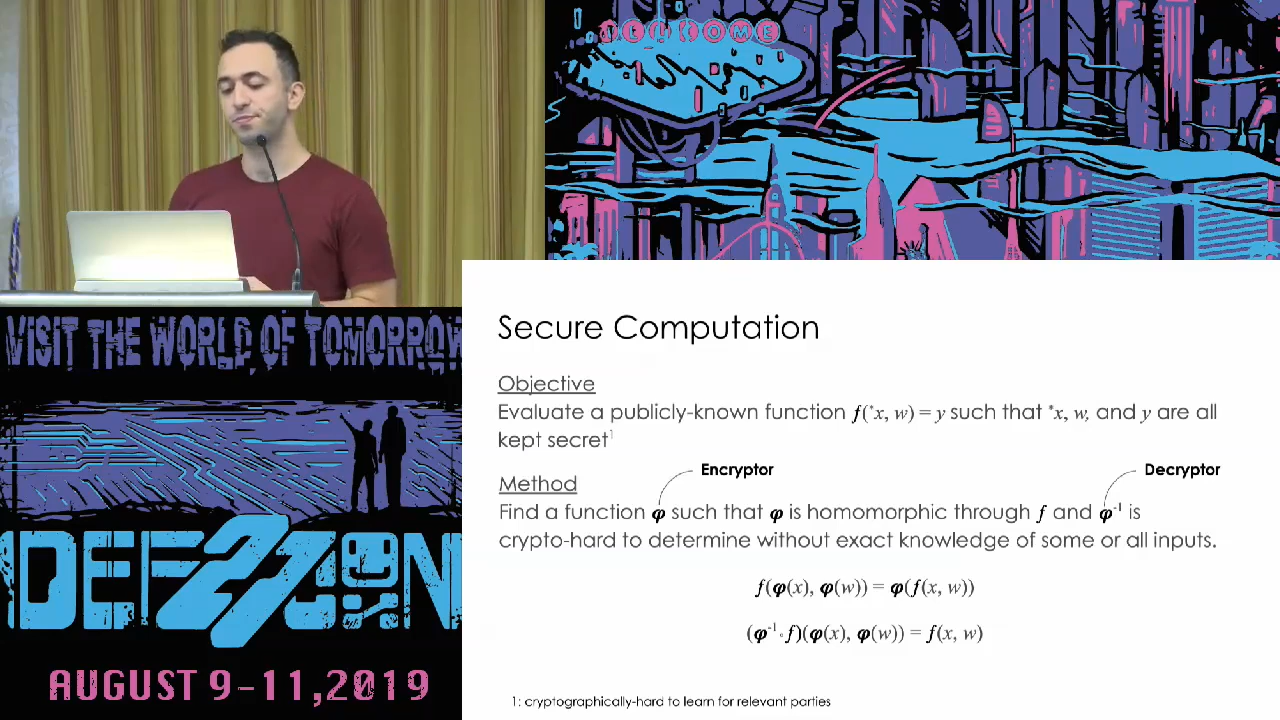 WELCOME
VISIT THE WORLD OF TOMORROW
DEF27CON
AUGUST 9-11,2019
Secure Computation
Objective
Evaluate a publicly-known function f(*x, w) = y such that *x, w, and y are all
kept secret¹
Encryptor
Decryptor
Method
Find a function φ such that φ is homomorphic through f and φ⁻¹ is
crypto-hard to determine without exact knowledge of some or all inputs.
f(φ(x), φ(w)) = φ(f(x, w))
(φ⁻¹∘f)(φ(x), φ(w)) = f(x, w)
1: cryptographically-hard to learn for relevant parties